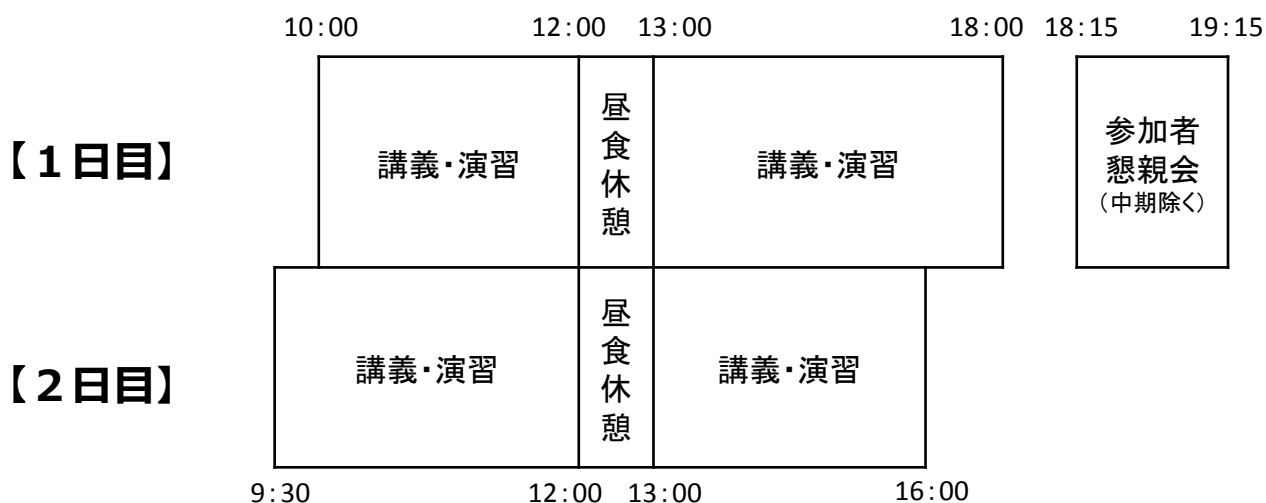 10:00 12:00 13:00 18:00 18:15 19:15
【１日目】
講義・演習
昼食休憩
講義・演習
参加者
懇親会
（中期除く）
【２日目】
講義・演習
昼食休憩
講義・演習
9:30 12:00 13:00 16:00